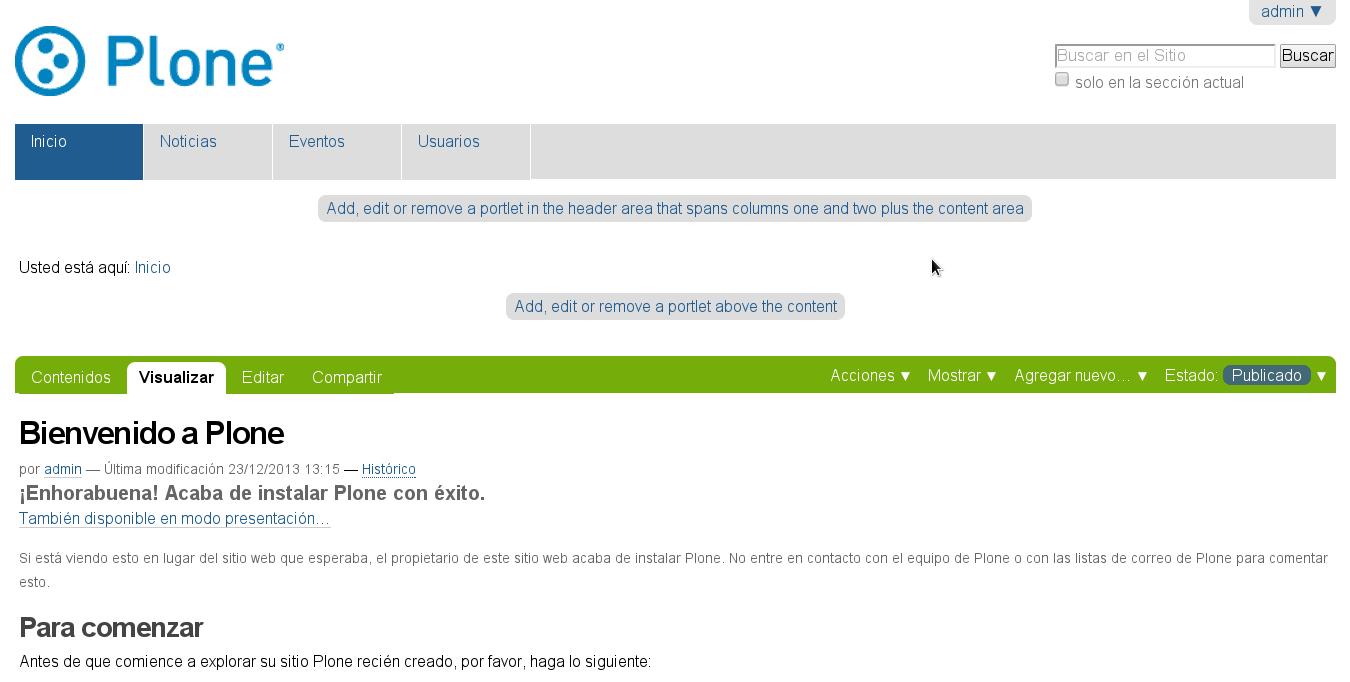 admin ▼
Plone®
Buscar en el Sitio Buscar
solo en la sección actual
Inicio Noticias Eventos Usuarios
Add, edit or remove a portlet in the header area that spans columns one and two plus the content area
Usted está aquí: Inicio
Add, edit or remove a portlet above the content
Contenidos Visualizar Editar Compartir Acciones ▼ Mostrar ▼ Agregar nuevo… ▼ Estado: Publicado ▼
Bienvenido a Plone
por admin — Última modificación 23/12/2013 13:15 — Histórico
¡Enhorabuena! Acaba de instalar Plone con éxito.
También disponible en modo presentación…
Si está viendo esto en lugar del sitio web que esperaba, el propietario de este sitio web acaba de instalar Plone. No entre en contacto con el equipo de Plone o con las listas de correo de Plone para comentar
esto.
Para comenzar
Antes de que comience a explorar su sitio Plone recién creado, por favor, haga lo siguiente: